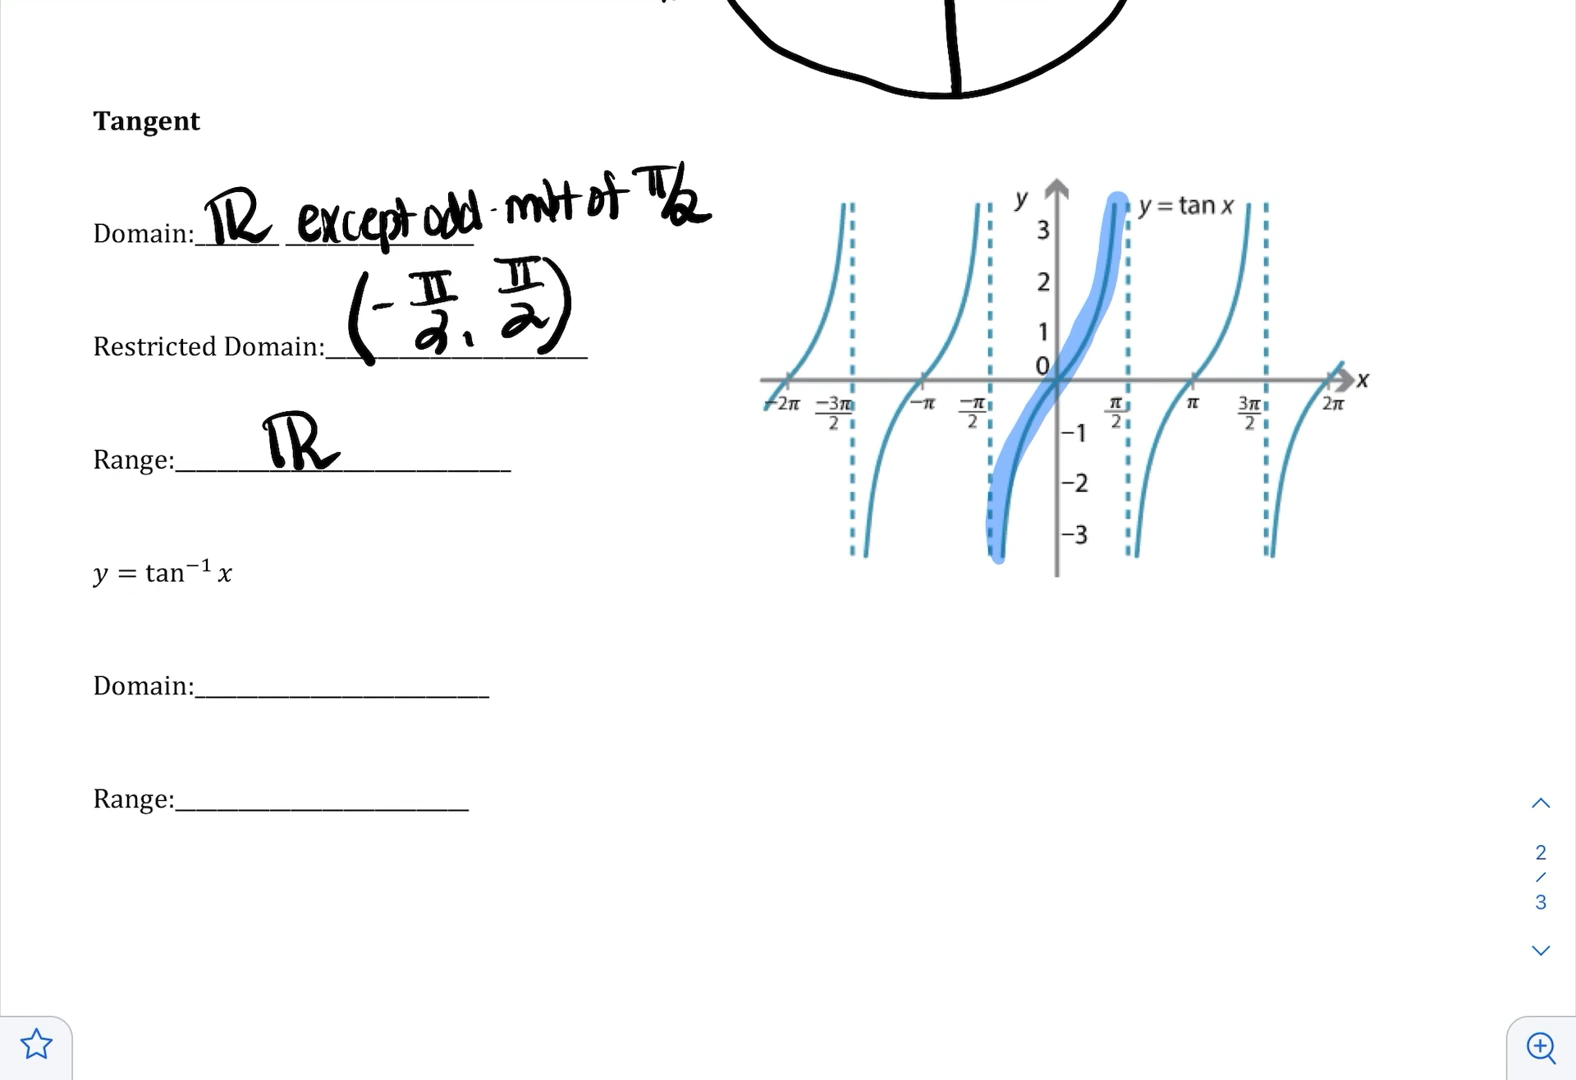 Tangent
Domain: ℝ except odd mult of π/2
Restricted Domain: (-π/2, π/2)
Range: ℝ
y = tan⁻¹ x
Domain:
Range:
y
y = tan x
3
2
1
0
x
-2π -3π/2 -π -π/2 π/2 π 3π/2 2π
-1
-2
-3
2
/
3